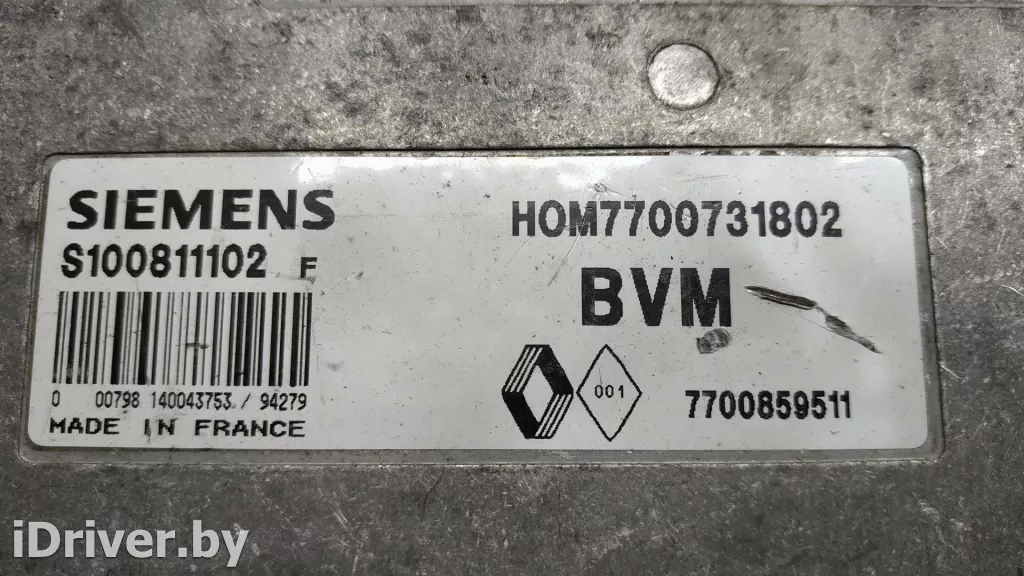 SIEMENS
S100811102 F
0 00798 140043753 / 94279
MADE IN FRANCE
HOM7700731802
BVM
001
7700859511
iDriver.by